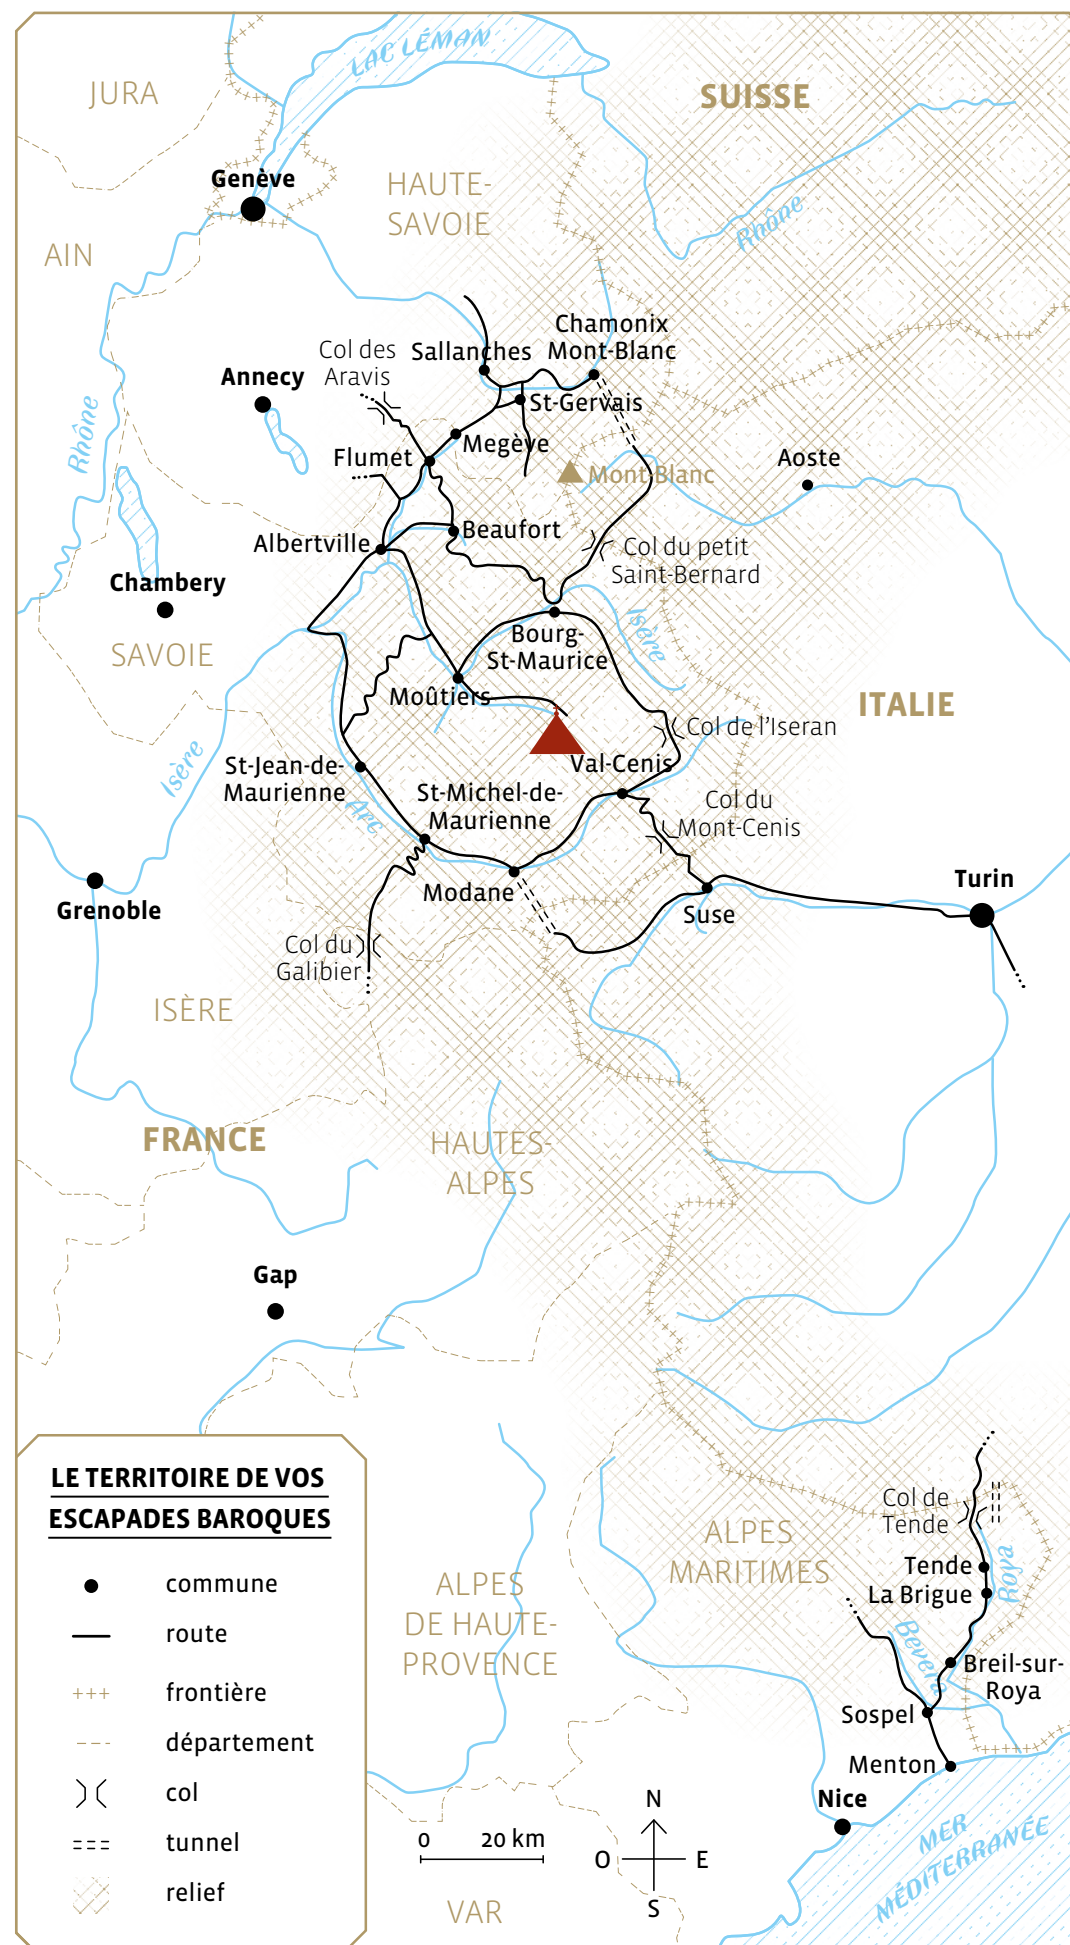 LAC LÉMAN
JURA
SUISSE
Genève
HAUTE-
SAVOIE
Rhône
AIN
Chamonix
Mont-Blanc
Sallanches
Col des
Aravis
Annecy
St-Gervais
Rhône
Megève
Flumet
Mont-Blanc
Aoste
Beaufort
Albertville
Col du petit
Saint-Bernard
Chambery
Isère
Bourg-
St-Maurice
SAVOIE
Moûtiers
ITALIE
Col de l'Iseran
Isère
St-Jean-de-
Maurienne
Val-Cenis
St-Michel-de-
Maurienne
Arc
Col du
Mont-Cenis
Modane
Turin
Grenoble
Suse
Col du
Galibier
ISÈRE
FRANCE
HAUTES-
ALPES
Gap
LE TERRITOIRE DE VOS
ESCAPADES BAROQUES
commune
route
frontière
département
col
tunnel
relief
Col de
Tende
ALPES
MARITIMES
Tende
La Brigue
Roya
ALPES
DE HAUTE-
PROVENCE
Bevera
Breil-sur-
Roya
Sospel
Menton
Nice
N
O
E
S
0
20 km
MER
MÉDITERRANÉE
VAR